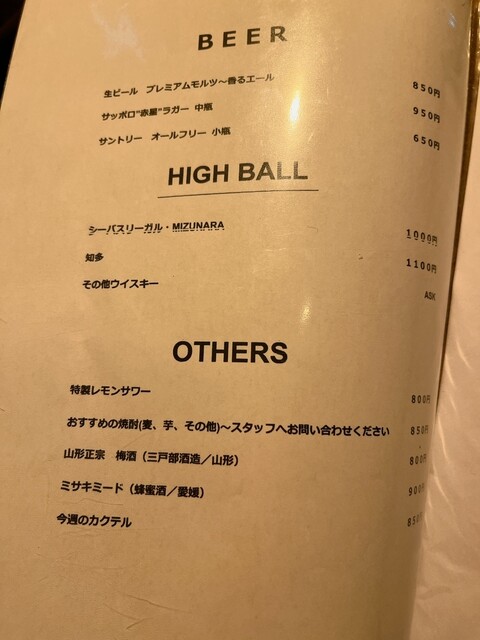 BEER
生ビール プレミアムモルツ～香るエール 850円
サッポロ"赤星"ラガー 中瓶 950円
サントリー オールフリー 小瓶 650円
HIGH BALL
シーバスリーガル・MIZUNARA 1000円
知多 1100円
その他ウイスキー ASK
OTHERS
特製レモンサワー 800円
おすすめの焼酎(麦、芋、その他)～スタッフへお問い合わせください 850円
山形正宗 梅酒（三戸部酒造／山形） 800円
ミサキミード（蜂蜜酒／愛媛） 900円
今週のカクテル 850円